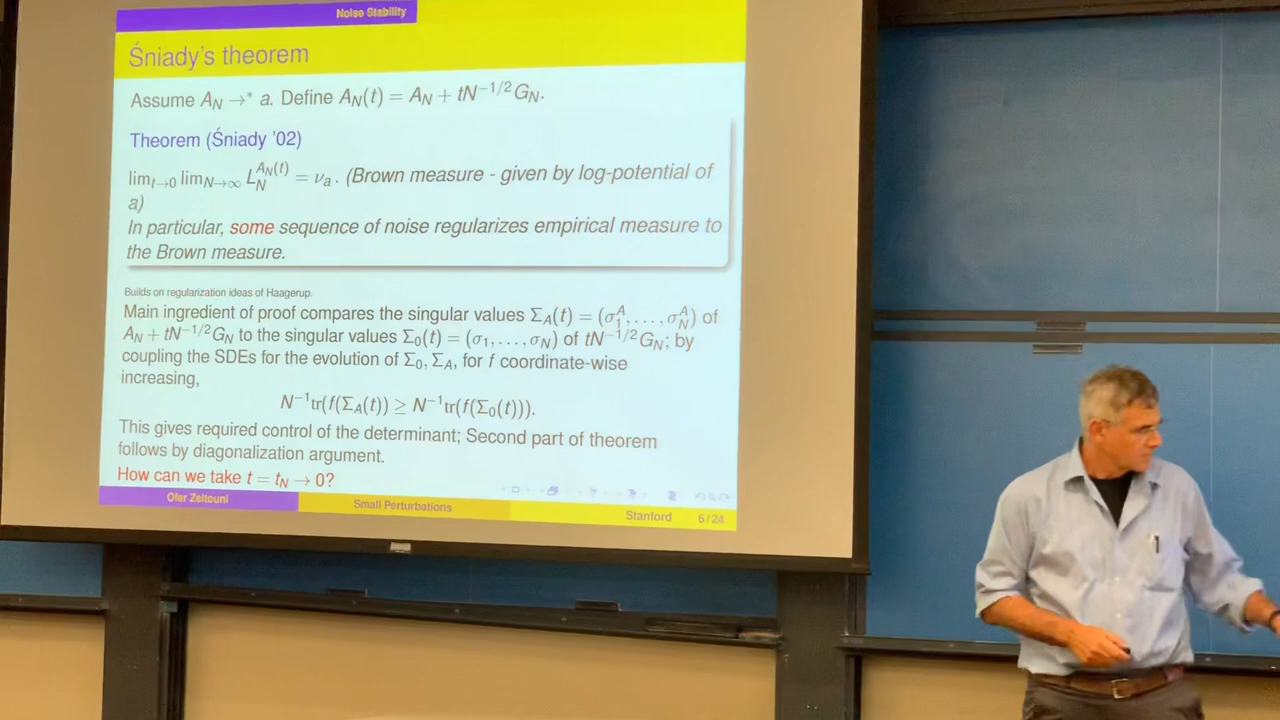 Noise Stability
Śniady's theorem
Assume A_N →* a. Define A_N(t) = A_N + tN^{-1/2}G_N.
Theorem (Śniady '02)
lim_{t→0} lim_{N→∞} L_N^{A_N(t)} = ν_a. (Brown measure - given by log-potential of
a)
In particular, some sequence of noise regularizes empirical measure to
the Brown measure.
Builds on regularization ideas of Haagerup.
Main ingredient of proof compares the singular values Σ_A(t) = (σ_1^A, . . . , σ_N^A) of
A_N + tN^{-1/2}G_N to the singular values Σ_0(t) = (σ_1, . . . , σ_N) of tN^{-1/2}G_N; by
coupling the SDEs for the evolution of Σ_0, Σ_A, for f coordinate-wise
increasing,
N^{-1}tr(f(Σ_A(t)) ≥ N^{-1}tr(f(Σ_0(t))).
This gives required control of the determinant; Second part of theorem
follows by diagonalization argument.
How can we take t = t_N → 0?
Ofer Zeitouni
Small Perturbations
Stanford
6 / 24